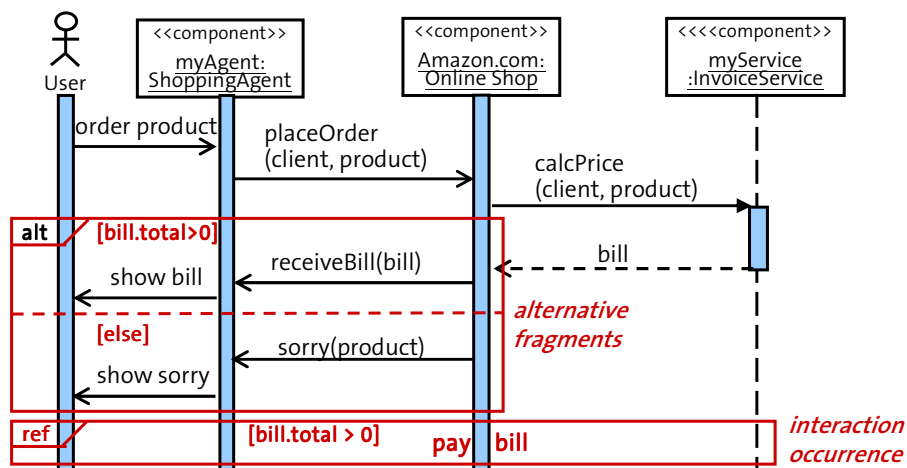 <<component>>
myAgent:
ShoppingAgent
<<component>>
Amazon.com:
Online Shop
<<<<component>>
myService
:InvoiceService
User
order product
placeOrder
(client, product)
calcPrice
(client, product)
alt
[bill.total>0]
receiveBill(bill)
bill
show bill
alternative
fragments
[else]
sorry(product)
show sorry
ref
[bill.total > 0]
pay bill
interaction
occurrence